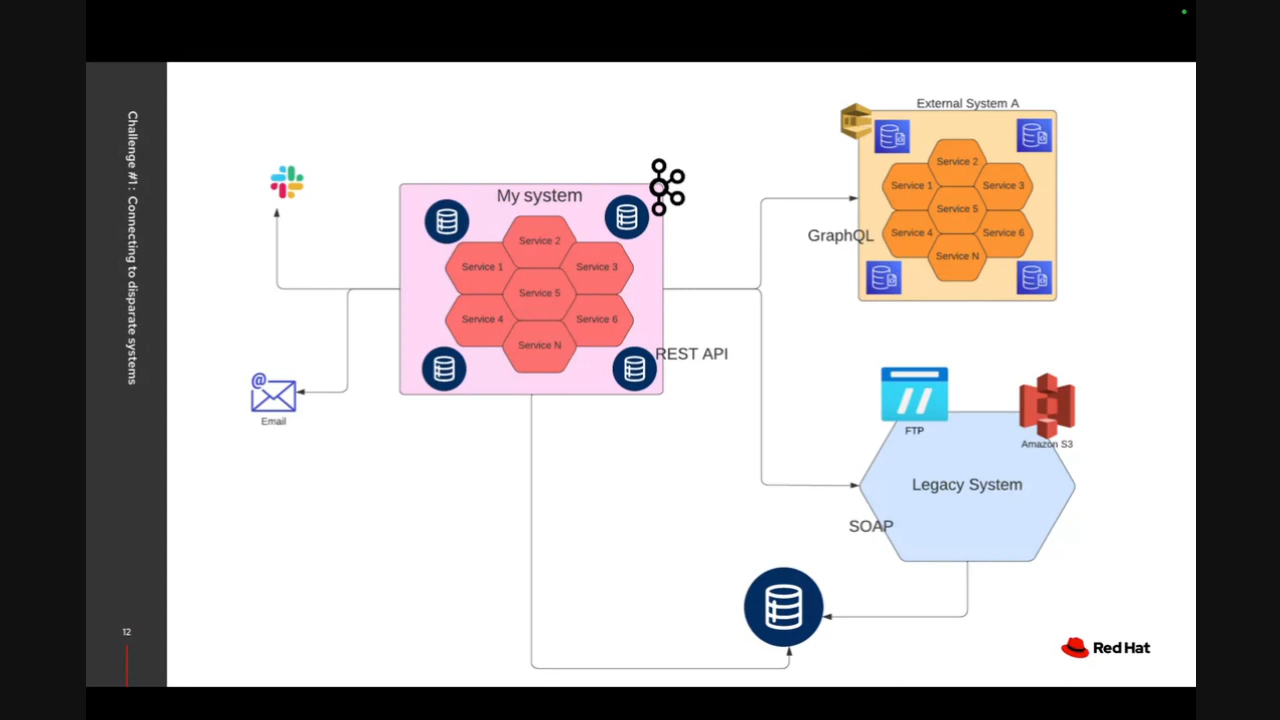 Challenge #1: Connecting to disparate systems
12
My system
Service 2
Service 1
Service 3
Service 5
Service 4
Service 6
Service N
REST API
Email
External System A
Service 2
Service 1
Service 3
Service 5
Service 4
Service 6
Service N
GraphQL
FTP
Amazon S3
Legacy System
SOAP
Red Hat